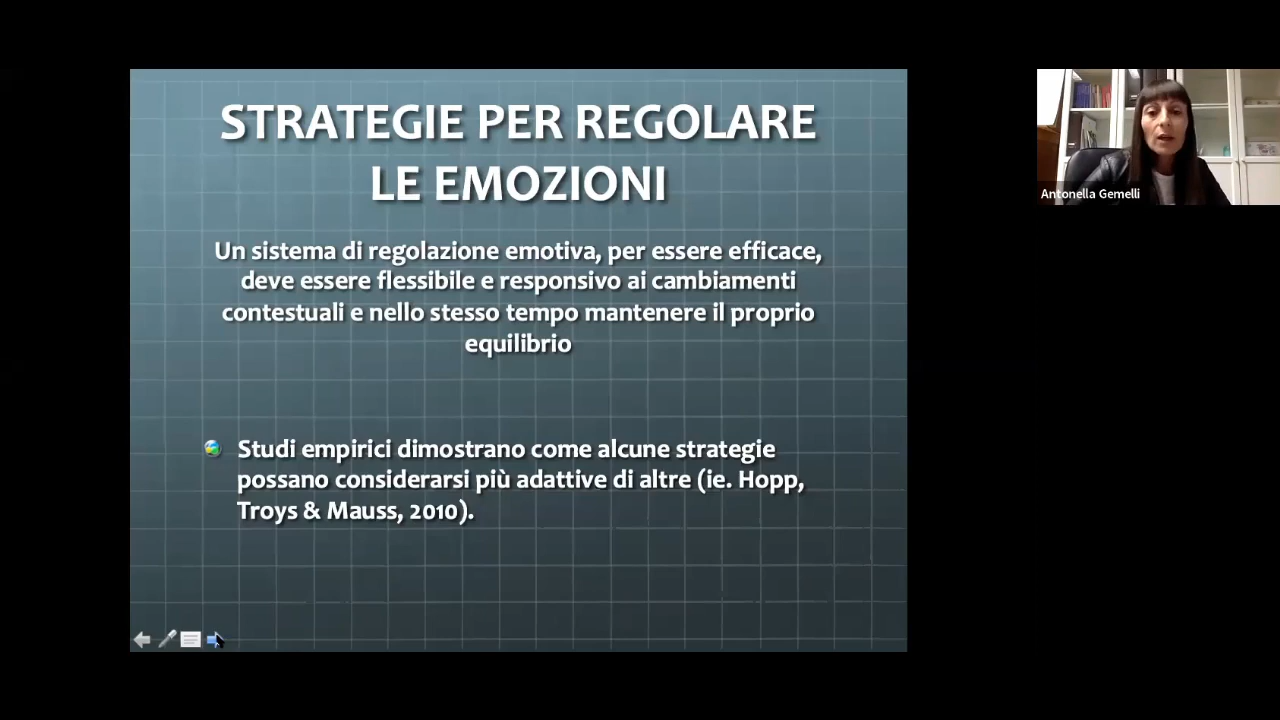 STRATEGIE PER REGOLARE
LE EMOZIONI
Un sistema di regolazione emotiva, per essere efficace,
deve essere flessibile e responsivo ai cambiamenti
contestuali e nello stesso tempo mantenere il proprio
equilibrio
Studi empirici dimostrano come alcune strategie
possano considerarsi più adattive di altre (ie. Hopp,
Troys & Mauss, 2010).
Antonella Gemelli